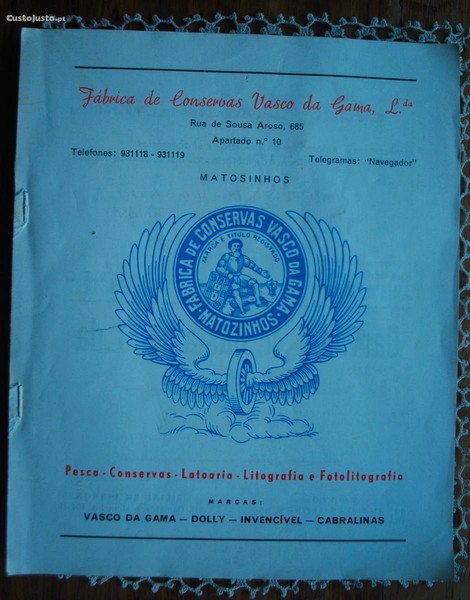 CustoJusto.pt
Fábrica de Conservas Vasco da Gama, L.da
Rua de Sousa Aroso, 685
Apartado n.º 10
Telefones: 931118 - 931119
Telegramas: "Navegador"
MATOSINHOS
FÁBRICA DE CONSERVAS VASCO DA GAMA
MARCA E TITULO REGISTADO
MATOZINHOS
Pesca - Conservas - Latoaria - Litografia e Fotolitografia
MARCAS:
VASCO DA GAMA — DOLLY — INVENCÍVEL — CABRALINAS